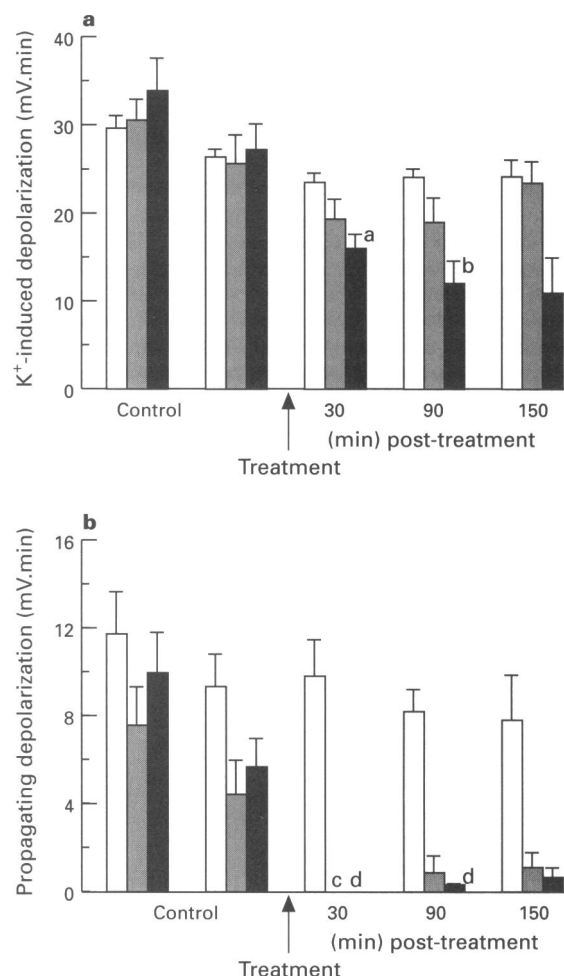 a
K⁺-induced depolarization (mV.min)
40
30
20
10
0
a
b
Control
30
90
150
(min) post-treatment
Treatment
b
Propagating depolarization (mV.min)
16
12
8
4
0
c d
d
Control
30
90
150
(min) post-treatment
Treatment